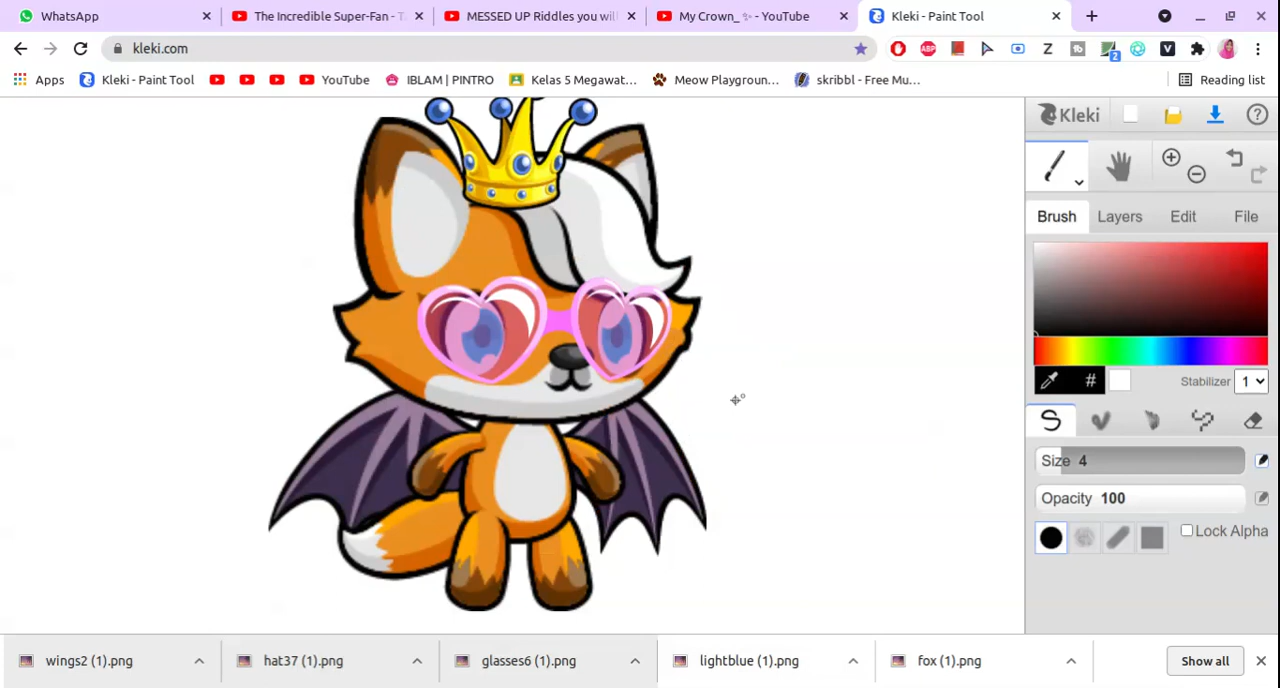 WhatsApp
The Incredible Super-Fan - T
MESSED UP Riddles you wil
My Crown_ ✨ - YouTube
Kleki - Paint Tool
kleki.com
ABP
Z
2
V
Apps
Kleki - Paint Tool
YouTube
IBLAM | PINTRO
Kelas 5 Megawat...
Meow Playgroun...
skribbl - Free Mu...
Reading list
Kleki
Brush
Layers
Edit
File
#
Stabilizer
1
Size 4
Opacity 100
Lock Alpha
wings2 (1).png
hat37 (1).png
glasses6 (1).png
lightblue (1).png
fox (1).png
Show all